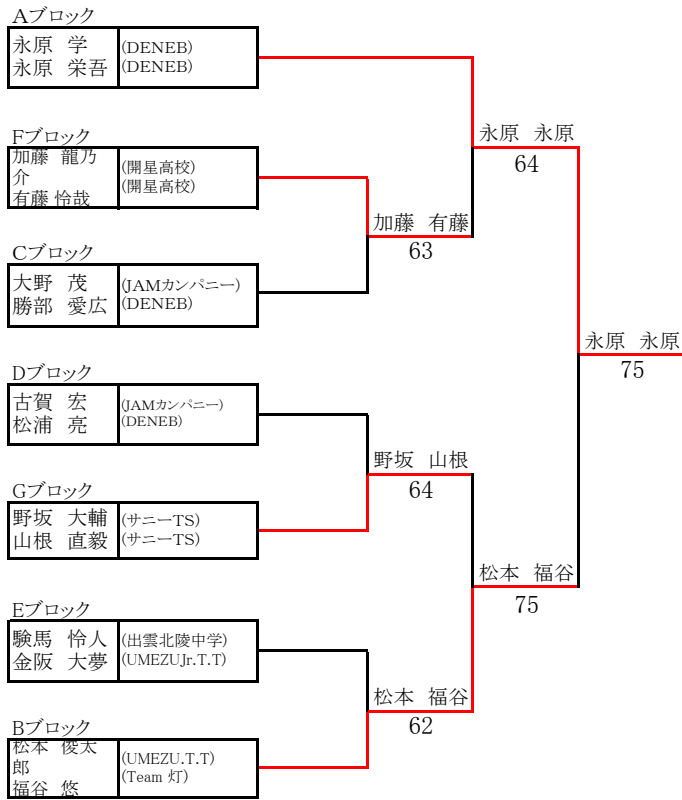 Aブロック
永原 学 (DENEB)
永原 栄吾 (DENEB)
Fブロック
加藤 龍乃
介
有藤 怜哉
(開星高校)
(開星高校)
Cブロック
大野 茂 (JAMカンパニー)
勝部 愛広 (DENEB)
Dブロック
古賀 宏 (JAMカンパニー)
松浦 亮 (DENEB)
Gブロック
野坂 大輔 (サニーTS)
山根 直毅 (サニーTS)
Eブロック
験馬 怜人 (出雲北陵中学)
金阪 大夢 (UMEZUJr.T.T)
Bブロック
松本 俊太
郎
福谷 悠
(UMEZU.T.T)
(Team 灯)
加藤 有藤
63
野坂 山根
64
松本 福谷
62
永原 永原
64
松本 福谷
75
永原 永原
75